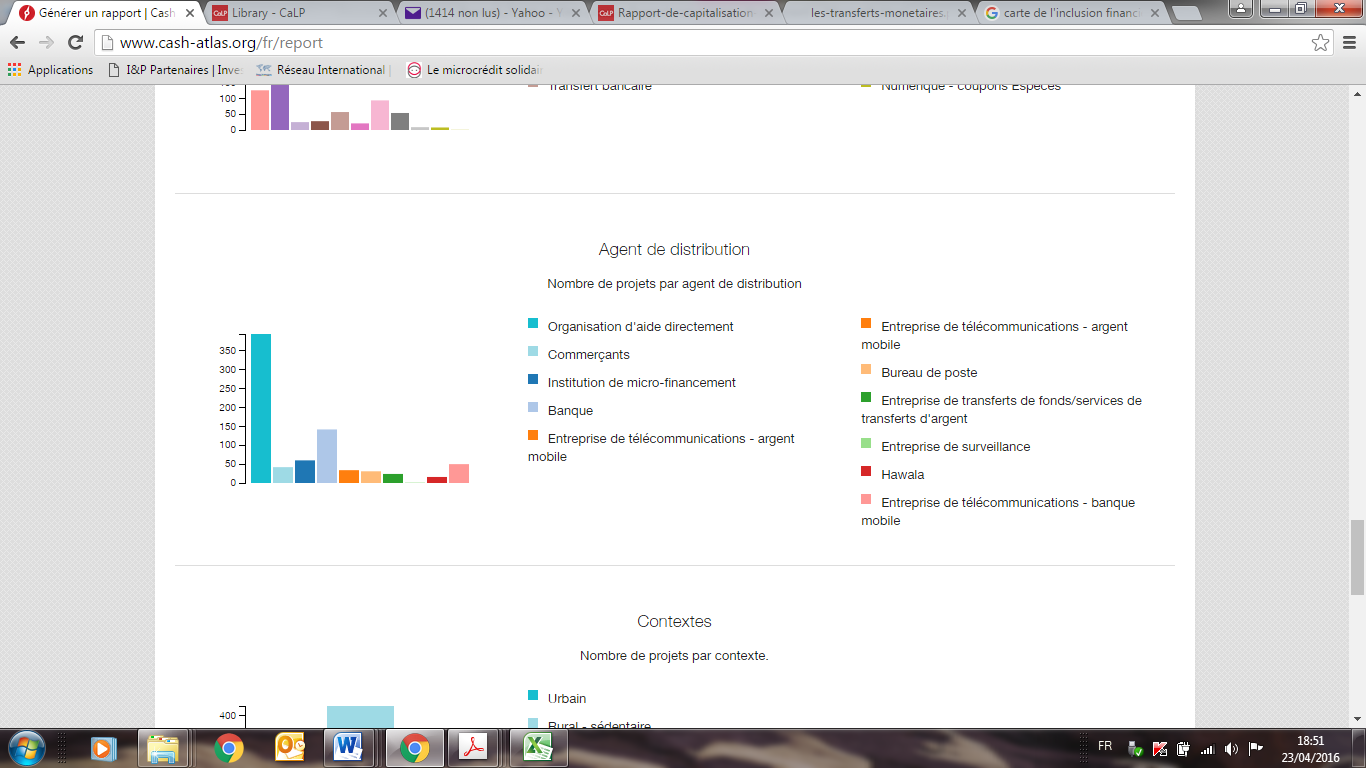 Générer un rapport | Cash
Library - CaLP
(1414 non lus) - Yahoo - Y
Rapport-de-capitalisation
les-transferts-monetaires.
carte de l'inclusion financ
www.cash-atlas.org/fr/report
Applications
I&P Partenaires | Inve
Réseau International |
Le microcrédit solidai
100
50
0
Transfert bancaire
Numérique - coupons Espèces
Agent de distribution
Nombre de projets par agent de distribution
350
300
250
200
150
100
50
0
Organisation d'aide directement
Commerçants
Institution de micro-financement
Banque
Entreprise de télécommunications - argent
mobile
Entreprise de télécommunications - argent
mobile
Bureau de poste
Entreprise de transferts de fonds/services de
transferts d'argent
Entreprise de surveillance
Hawala
Entreprise de télécommunications - banque
mobile
Contextes
Nombre de projets par contexte.
400
Urbain
Rural - sédentaire
FR
18:51
23/04/2016